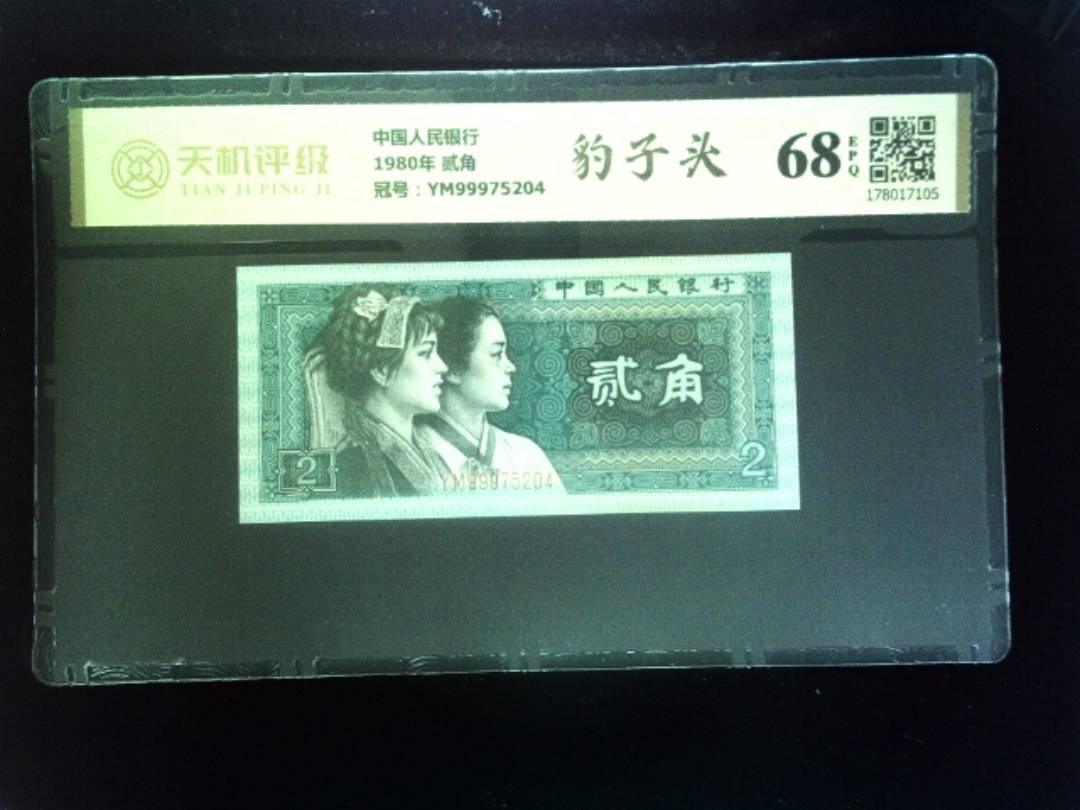 天机评级
TIAN JI PING JI
中国人民银行
1980年 贰角
冠号：YM99975204
豹子头
68
EPQ
178017105
中国人民银行
贰角
2
2
YM99975204